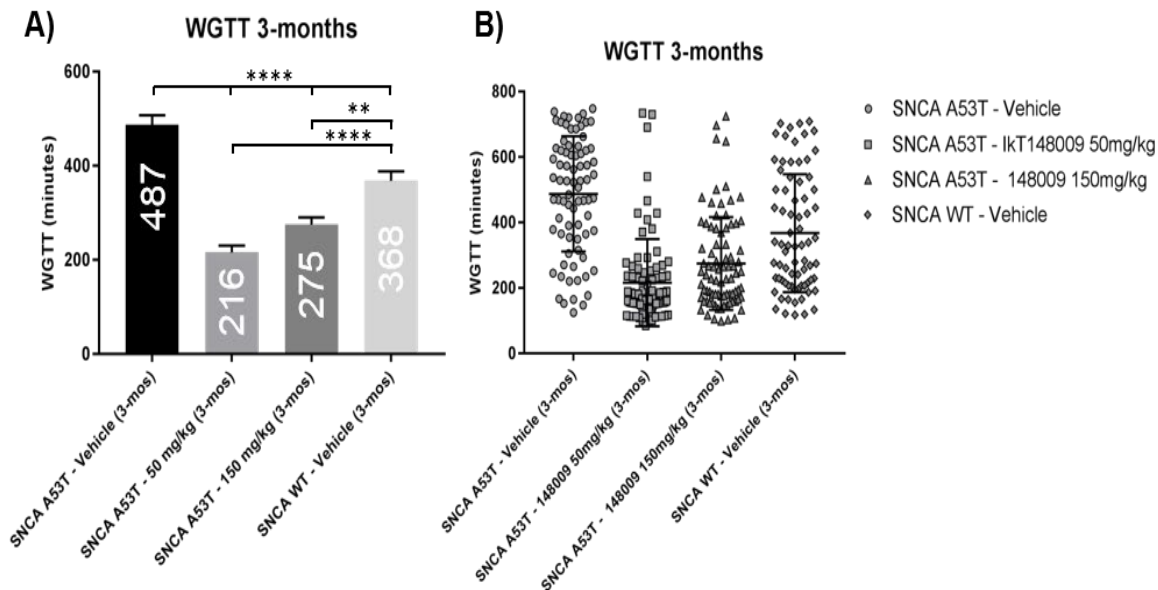 A)
WGTT 3-months
WGTT (minutes)
600
400
200
0
****
**
****
487
216
275
368
SNCA A53T - Vehicle (3-mos)
SNCA A53T - 50 mg/kg (3-mos)
SNCA A53T - 150 mg/kg (3-mos)
SNCA WT - Vehicle (3-mos)
B)
WGTT 3-months
WGTT (minutes)
800
600
400
200
0
SNCA A53T - Vehicle (3-mos)
SNCA A53T - 148009 50mg/kg (3-mos)
SNCA A53T - 148009 150mg/kg (3-mos)
SNCA WT - Vehicle (3-mos)
SNCA A53T - Vehicle
SNCA A53T - IkT148009 50mg/kg
SNCA A53T - 148009 150mg/kg
SNCA WT - Vehicle